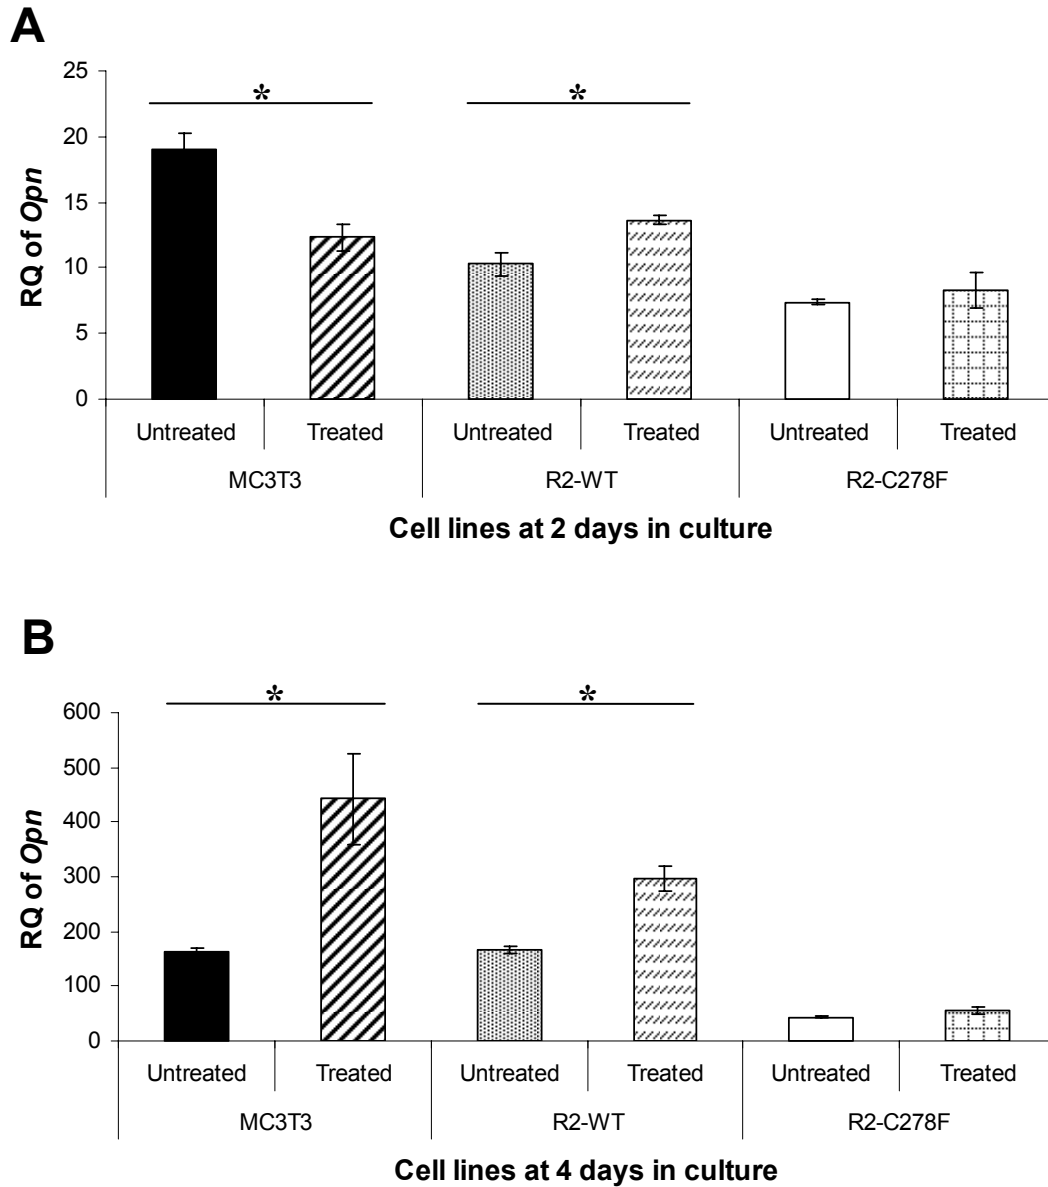 A
25
20
15
10
5
0
RQ of Opn
*
*
Untreated Treated Untreated Treated Untreated Treated
MC3T3 R2-WT R2-C278F
Cell lines at 2 days in culture
B
600
500
400
300
200
100
0
RQ of Opn
*
*
Untreated Treated Untreated Treated Untreated Treated
MC3T3 R2-WT R2-C278F
Cell lines at 4 days in culture